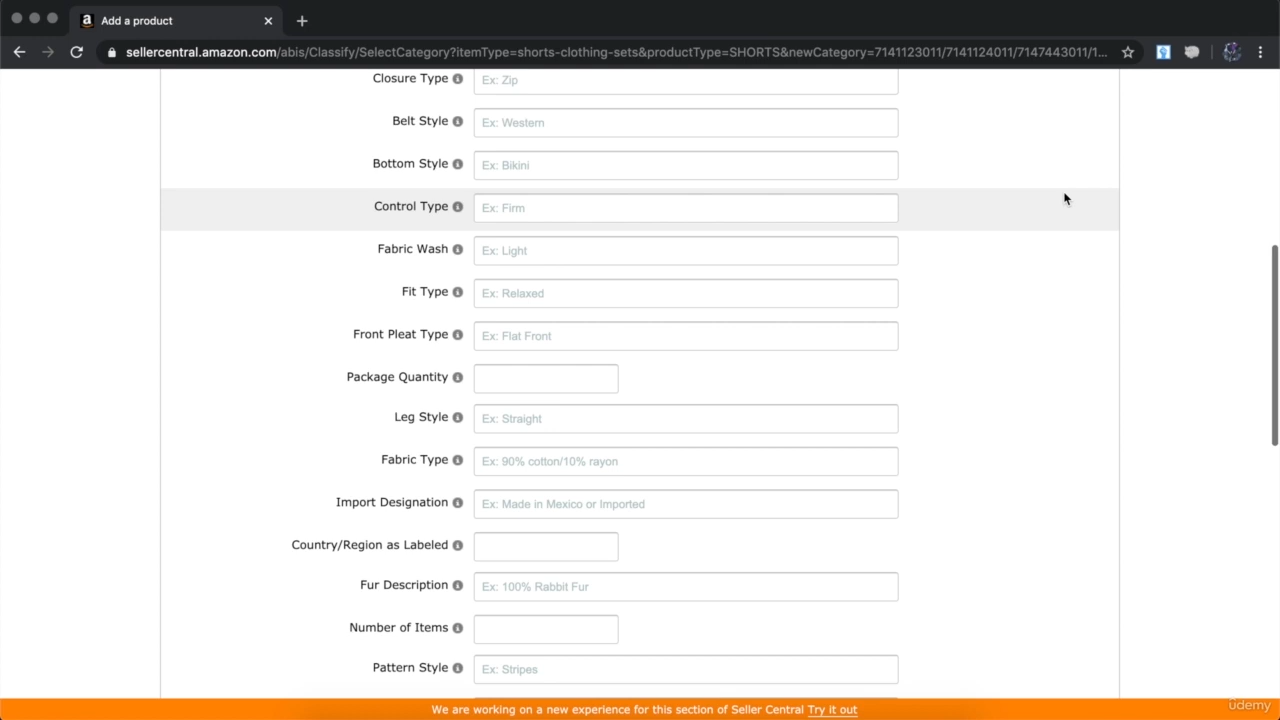 Add a product
sellercentral.amazon.com/abis/Classify/SelectCategory?itemType=shorts-clothing-sets&productType=SHORTS&newCategory=7141123011/7141124011/7147443011/1...
Closure Type Ex: Zip
Belt Style Ex: Western
Bottom Style Ex: Bikini
Control Type Ex: Firm
Fabric Wash Ex: Light
Fit Type Ex: Relaxed
Front Pleat Type Ex: Flat Front
Package Quantity
Leg Style Ex: Straight
Fabric Type Ex: 90% cotton/10% rayon
Import Designation Ex: Made in Mexico or Imported
Country/Region as Labeled
Fur Description Ex: 100% Rabbit Fur
Number of Items
Pattern Style Ex: Stripes
We are working on a new experience for this section of Seller Central Try it out
ûdemy